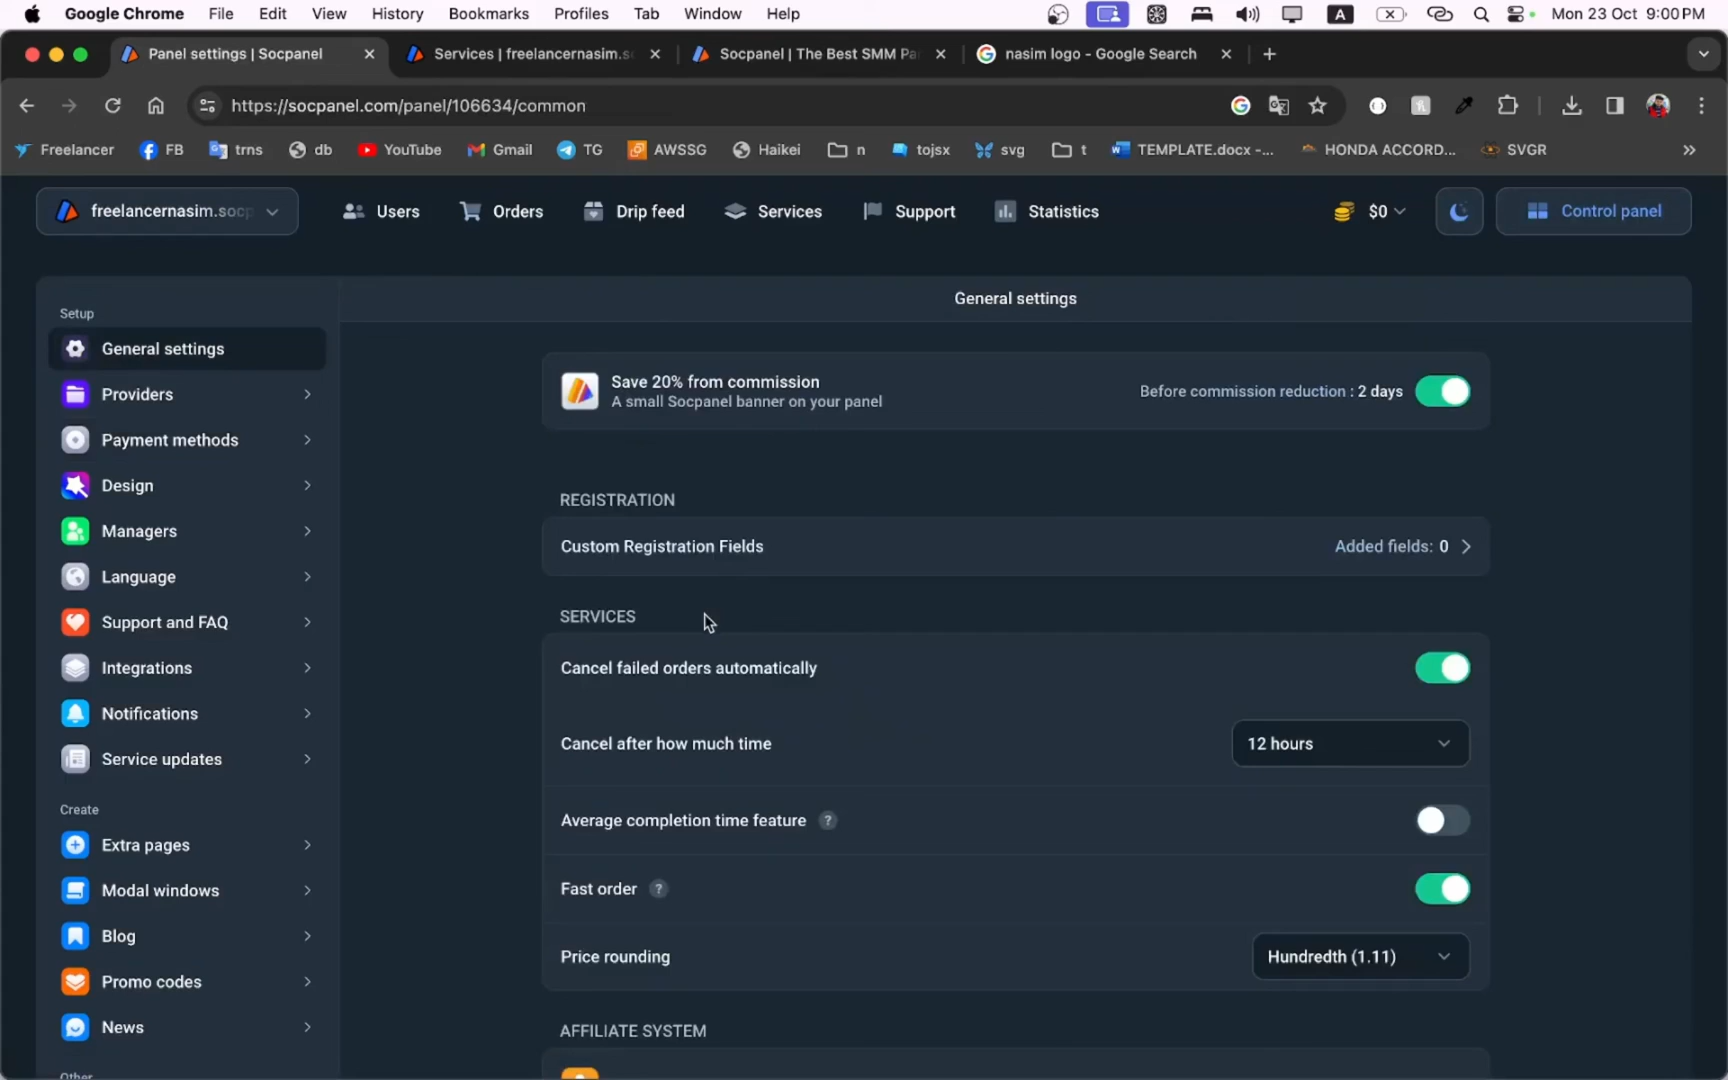 Google Chrome File Edit View History Bookmarks Profiles Tab Window Help A Mon 23 Oct 9:00 PM
Panel settings | Socpanel Services | freelancernasim.s Socpanel | The Best SMM Pa nasim logo - Google Search
https://socpanel.com/panel/106634/common
Freelancer FB trns db YouTube Gmail TG AWSSG Haikei n tojsx svg t TEMPLATE.docx -... HONDA ACCORD... SVGR »
freelancernasim.socp Users Orders Drip feed Services Support Statistics $0 Control panel
Setup
General settings
Providers
Payment methods
Design
Managers
Language
Support and FAQ
Integrations
Notifications
Service updates
Create
Extra pages
Modal windows
Blog
Promo codes
News
Other
General settings
Save 20% from commission
A small Socpanel banner on your panel
Before commission reduction : 2 days
REGISTRATION
Custom Registration Fields Added fields: 0
SERVICES
Cancel failed orders automatically
Cancel after how much time 12 hours
Average completion time feature ?
Fast order ?
Price rounding Hundredth (1.11)
AFFILIATE SYSTEM